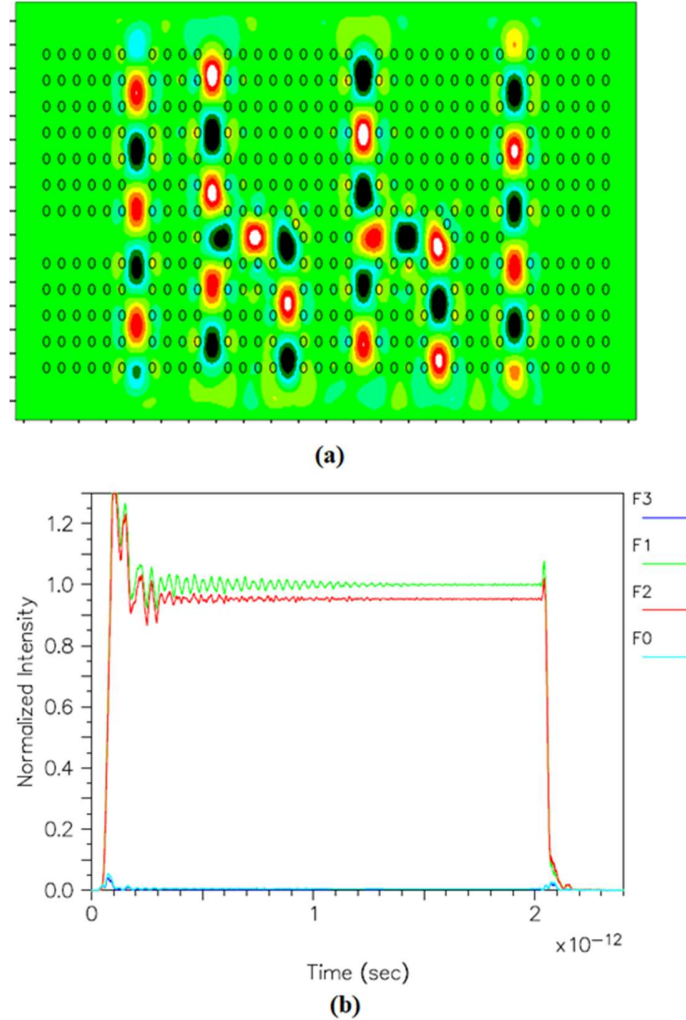 (a)
F3
F1
F2
F0
1.2
1.0
0.8
0.6
0.4
0.2
0.0
Normalized Intensity
0
1
2
x10⁻¹²
Time (sec)
(b)